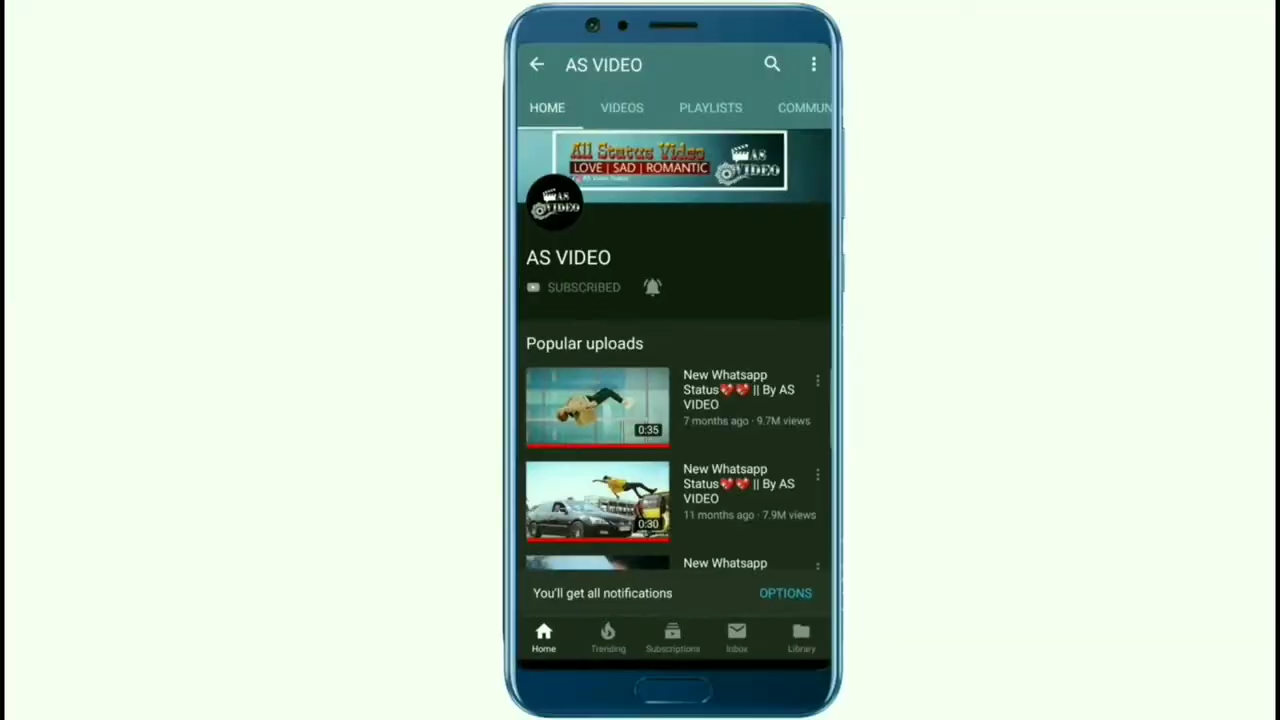 AS VIDEO
HOME VIDEOS PLAYLISTS COMMUN
All Status Video
LOVE | SAD | ROMANTIC
AS VIDEO
AS VIDEO
AS VIDEO
SUBSCRIBED
Popular uploads
New Whatsapp
Status💖💖 || By AS
VIDEO
7 months ago · 9.7M views
0:35
New Whatsapp
Status💖💖 || By AS
VIDEO
11 months ago · 7.9M views
0:30
New Whatsapp
You'll get all notifications OPTIONS
Home Trending Subscriptions Inbox Library